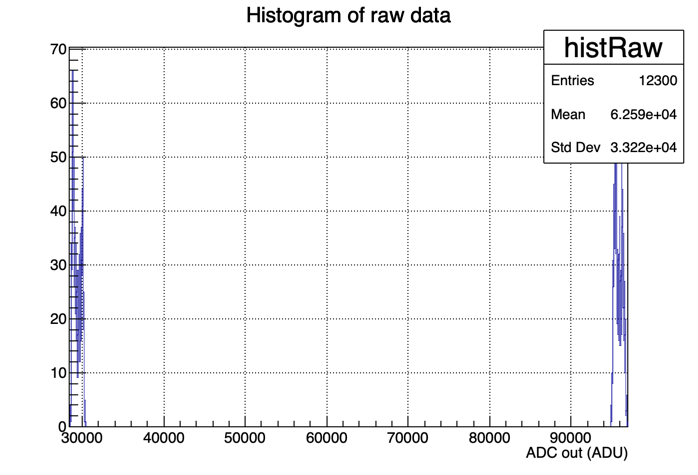 Histogram of raw data
histRaw
Entries 12300
Mean 6.259e+04
Std Dev 3.322e+04
70
60
50
40
30
20
10
0
30000 40000 50000 60000 70000 80000 90000
ADC out (ADU)